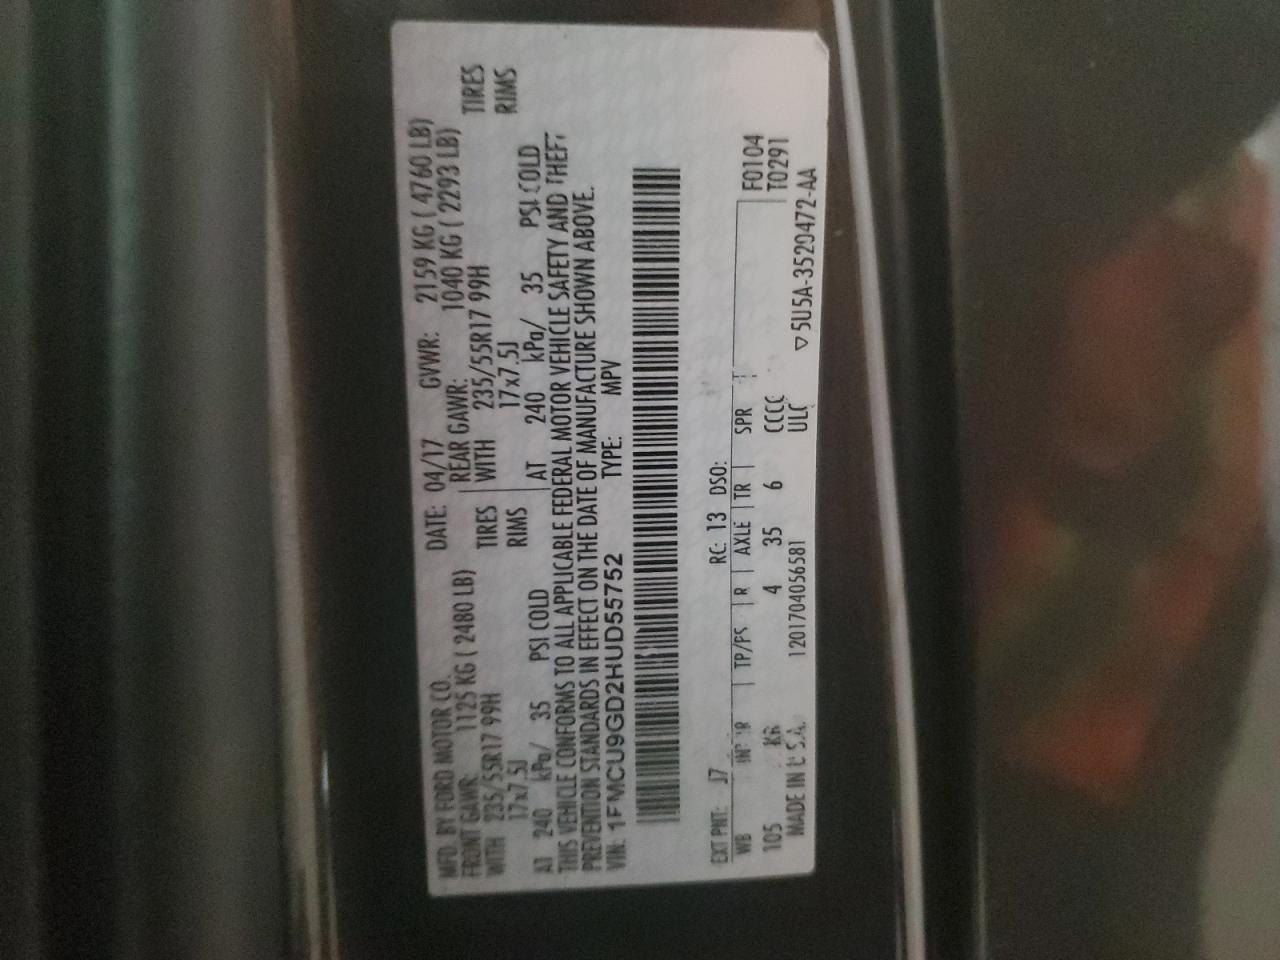 MFD. BY FORD MOTOR CO. DATE: 04/17 GVWR: 2159 KG ( 4760 LB)
FRONT GAWR: 1125 KG ( 2480 LB) REAR GAWR: 1040 KG ( 2293 LB)
WITH 235/55R17 99H TIRES WITH 235/55R17 99H TIRES
17x7.5J RIMS 17x7.5J RIMS
AT 240 kPa/ 35 PSI COLD AT 240 kPa/ 35 PSI COLD
THIS VEHICLE CONFORMS TO ALL APPLICABLE FEDERAL MOTOR VEHICLE SAFETY AND THEFT
PREVENTION STANDARDS IN EFFECT ON THE DATE OF MANUFACTURE SHOWN ABOVE.
VIN: 1FMCU9GD2HUD55752 TYPE: MPV
EXT PNT: J7 RC: 13 DSO: F0104
WB TP/PS R AXLE TR SPR T0291
105 4 35 6 CCCC
MADE IN U.S.A. 1201704056581 ULC ▽5U5A-3520472-AA